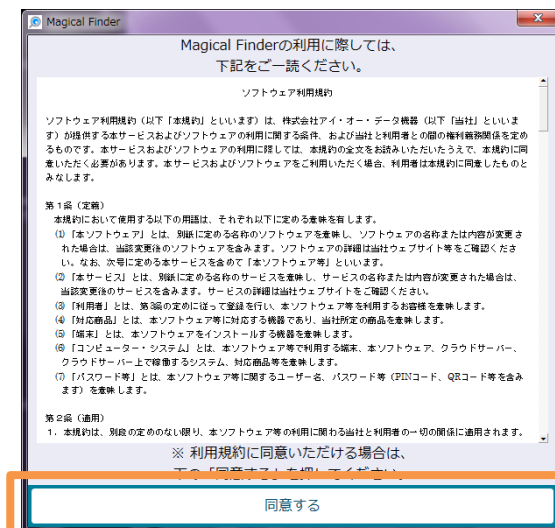 Magical Finder
Magical Finderの利用に際しては、
下記をご一読ください。
ソフトウェア利用規約
ソフトウェア利用規約（以下「本規約」といいます）は、株式会社アイ・オー・データ機器（以下「当社」といいま
す）が提供する本サービスおよびソフトウェアの利用に関する条件、および当社と利用者との間の権利義務関係を定め
るものです。本サービスおよびソフトウェアの利用に際しては、本規約の全文をお読みいただいたうえで、本規約に同
意いただく必要があります。本サービスおよびソフトウェアをご利用いただく場合、利用者は本規約に同意したものと
みなします。
第１条（定義）
本規約において使用する以下の用語は、それぞれ以下に定める意味を有します。
(1) 「本ソフトウェア」とは、別紙に定める名称のソフトウェアを意味し、ソフトウェアの名称または内容が変更さ
れた場合は、当該変更後のソフトウェアを含みます。ソフトウェアの詳細は当社ウェブサイト等をご確認くださ
い。なお、次号に定める本サービスを含めて「本ソフトウェア等」といいます。
(2) 「本サービス」とは、別紙に定める名称のサービスを意味し、サービスの名称または内容が変更された場合は、
当該変更後のサービスを含みます。サービスの詳細は当社ウェブサイト等をご確認ください。
(3) 「利用者」とは、第3条の定めに従って登録を行い、本ソフトウェア等を利用するお客様を意味します。
(4) 「対応商品」とは、本ソフトウェア等に対応する機器であり、当社所定の商品を意味します。
(5) 「端末」とは、本ソフトウェアをインストールする機器を意味します。
(6) 「コンピューター・システム」とは、本ソフトウェア等で利用する端末、本ソフトウェア、クラウドサーバー、
クラウドサーバー上で稼働するシステム、対応商品等を意味します。
(7) 「パスワード等」とは、本ソフトウェア等に関するユーザー名、パスワード等（PINコード、QRコード等を含み
ます）を意味します。
第２条（適用）
１．本規約は、別段の定めのない限り、本ソフトウェア等の利用に関わる当社と利用者の一切の関係に適用されます。
※ 利用規約に同意いただける場合は、
下の「同意する」を押してください。
同意する